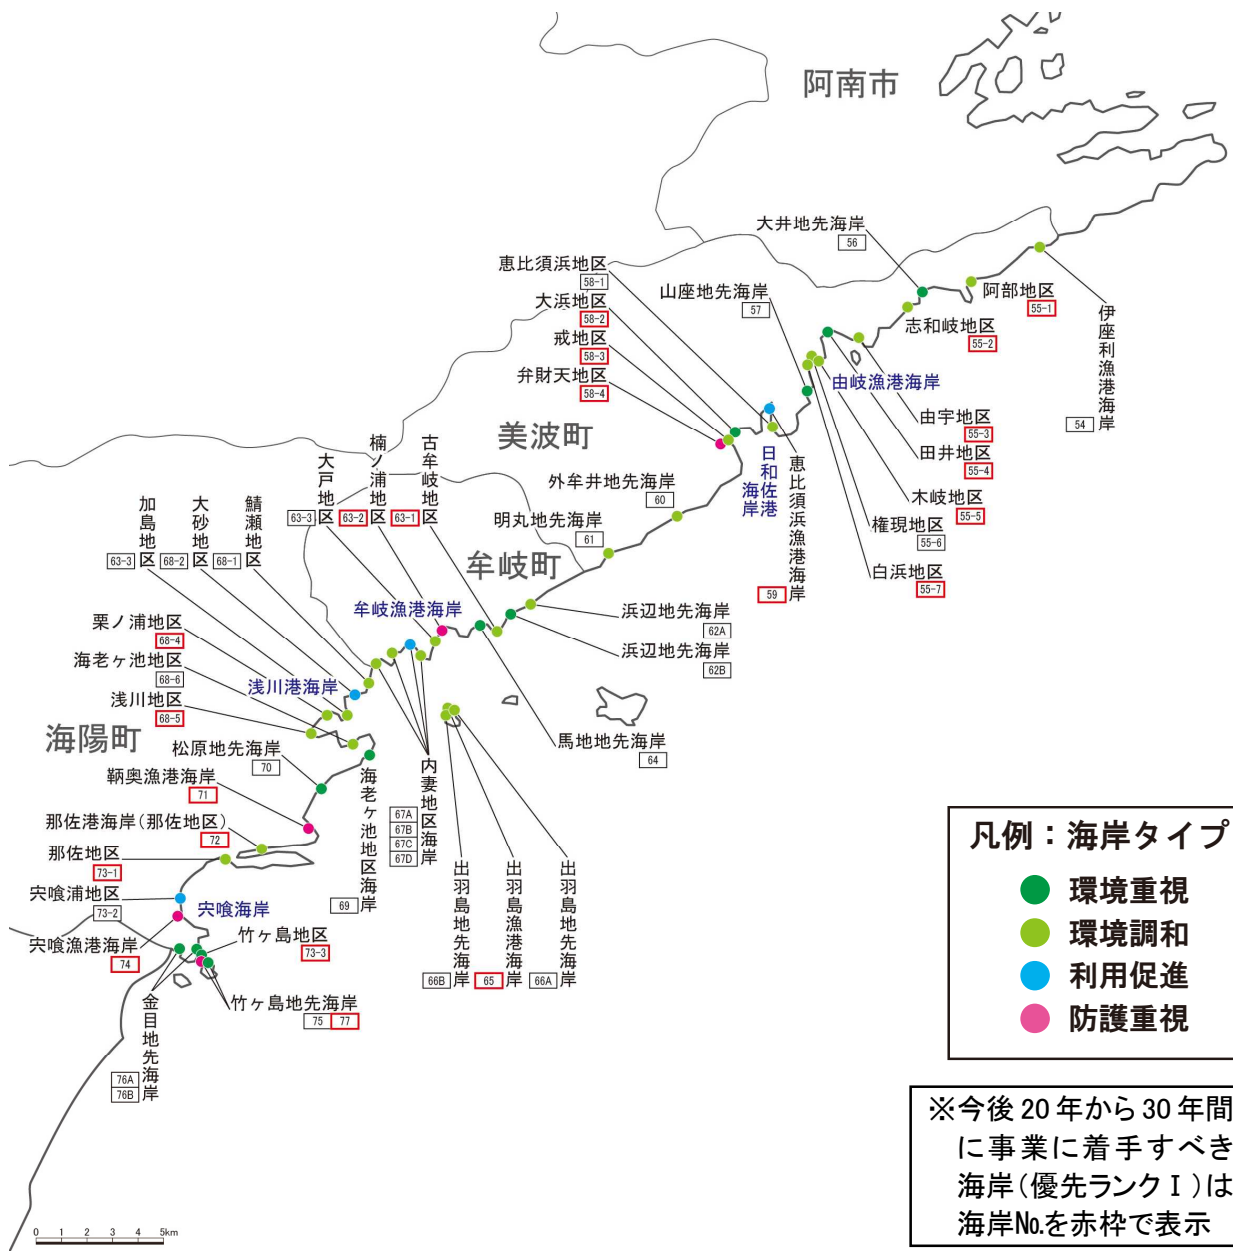 阿南市
大井地先海岸
56
恵比須浜地区
58-1
山座地先海岸
57
大浜地区
58-2
戒地区
58-3
弁財天地区
58-4
阿部地区
55-1
志和岐地区
55-2
伊座利漁港海岸
54
由岐漁港海岸
由宇地区
55-3
田井地区
55-4
木岐地区
55-5
権現地区
55-6
白浜地区
55-7
美波町
日和佐港
海岸
恵比須浜漁港海岸
59
外牟井地先海岸
60
明丸地先海岸
61
牟岐町
古牟岐地区
63-1
楠ノ浦地区
63-2
大戸地区
63-3
鯖瀬地区
68-1
大砂地区
68-2
加島地区
63-3
牟岐漁港海岸
浜辺地先海岸
62A
浜辺地先海岸
62B
栗ノ浦地区
68-4
海老ヶ池地区
68-6
浅川地区
68-5
浅川港海岸
海陽町
馬地地先海岸
64
松原地先海岸
70
鞆奥漁港海岸
71
那佐港海岸(那佐地区)
72
那佐地区
73-1
宍喰浦地区
73-2
宍喰海岸
宍喰漁港海岸
74
竹ヶ島地区
73-3
竹ヶ島地先海岸
75
77
金目地先海岸
76A
76B
海老ヶ池地区海岸
69
内妻地区海岸
67A
67B
67C
67D
出羽島地先海岸
66B
出羽島漁港海岸
65
出羽島地先海岸
66A
凡例：海岸タイプ
環境重視
環境調和
利用促進
防護重視
※今後20年から30年間
に事業に着手すべき
海岸(優先ランクⅠ)は
海岸№を赤枠で表示
0 1 2 3 4 5km